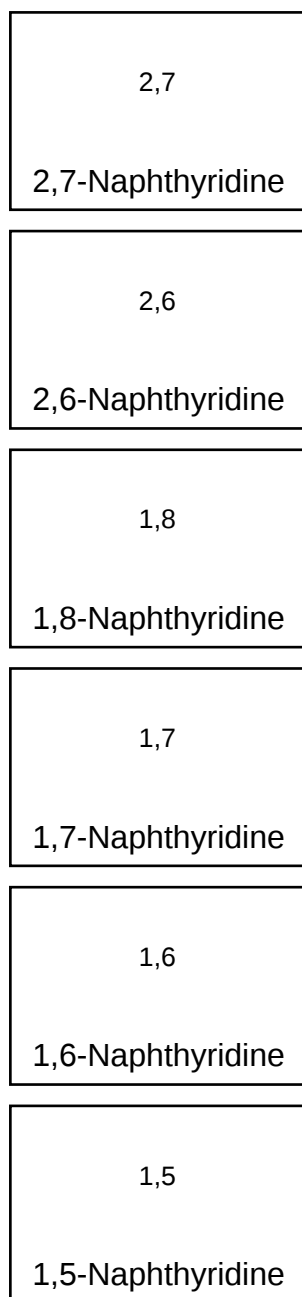 2,7
2,7-Naphthyridine
2,6
2,6-Naphthyridine
1,8
1,8-Naphthyridine
1,7
1,7-Naphthyridine
1,6
1,6-Naphthyridine
1,5
1,5-Naphthyridine